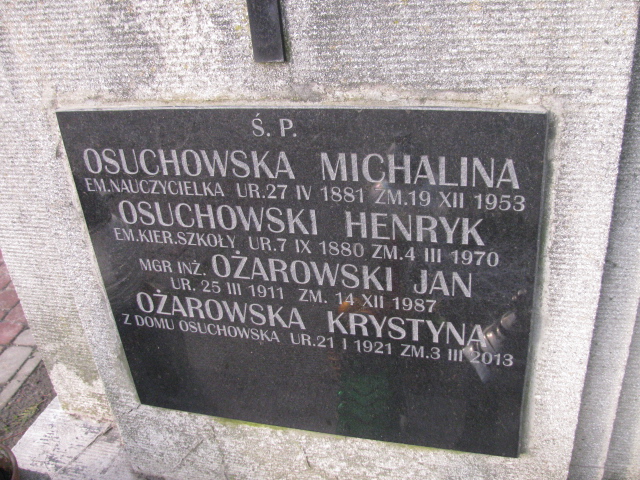 Ś. P.
OSUCHOWSKA MICHALINA
EM. NAUCZYCIELKA UR. 27 IV 1881 ZM. 19 XII 1953
OSUCHOWSKI HENRYK
EM. KIER. SZKOŁY UR. 7 IX 1880 ZM. 4 III 1970
MGR INŻ. OŻAROWSKI JAN
UR. 25 III 1911 ZM. 14 XII 1987
OŻAROWSKA KRYSTYNA
Z DOMU OSUCHOWSKA UR. 21 I 1921 ZM. 3 III 2013